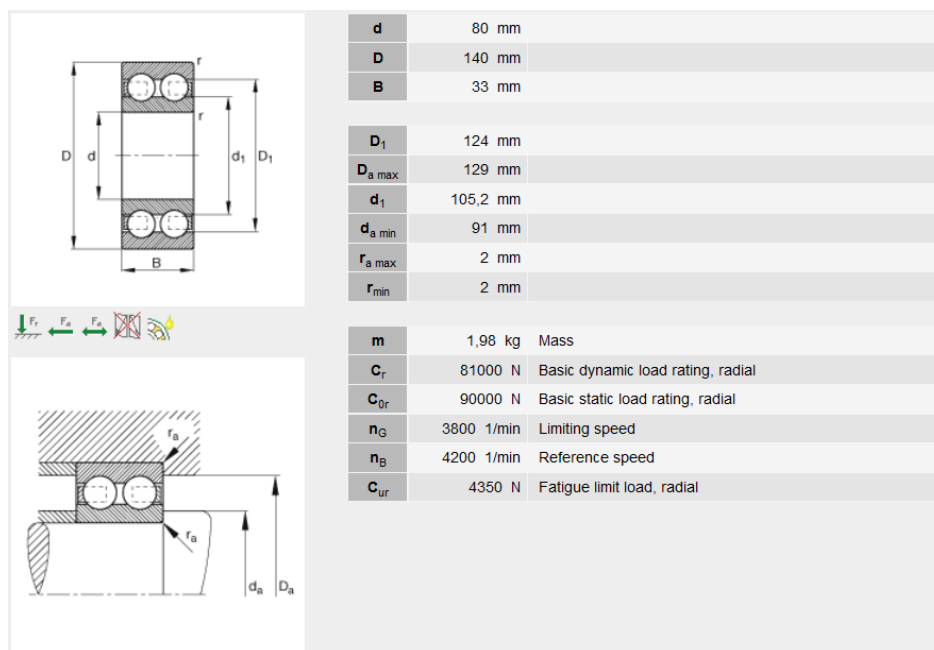 r
r
D
d
d1
D1
B
Fr
Fa
Fa
ra
ra
da
Da
d 80 mm
D 140 mm
B 33 mm
D1 124 mm
Da max 129 mm
d1 105,2 mm
da min 91 mm
ra max 2 mm
rmin 2 mm
m 1,98 kg Mass
Cr 81000 N Basic dynamic load rating, radial
C0r 90000 N Basic static load rating, radial
nG 3800 1/min Limiting speed
nB 4200 1/min Reference speed
Cur 4350 N Fatigue limit load, radial